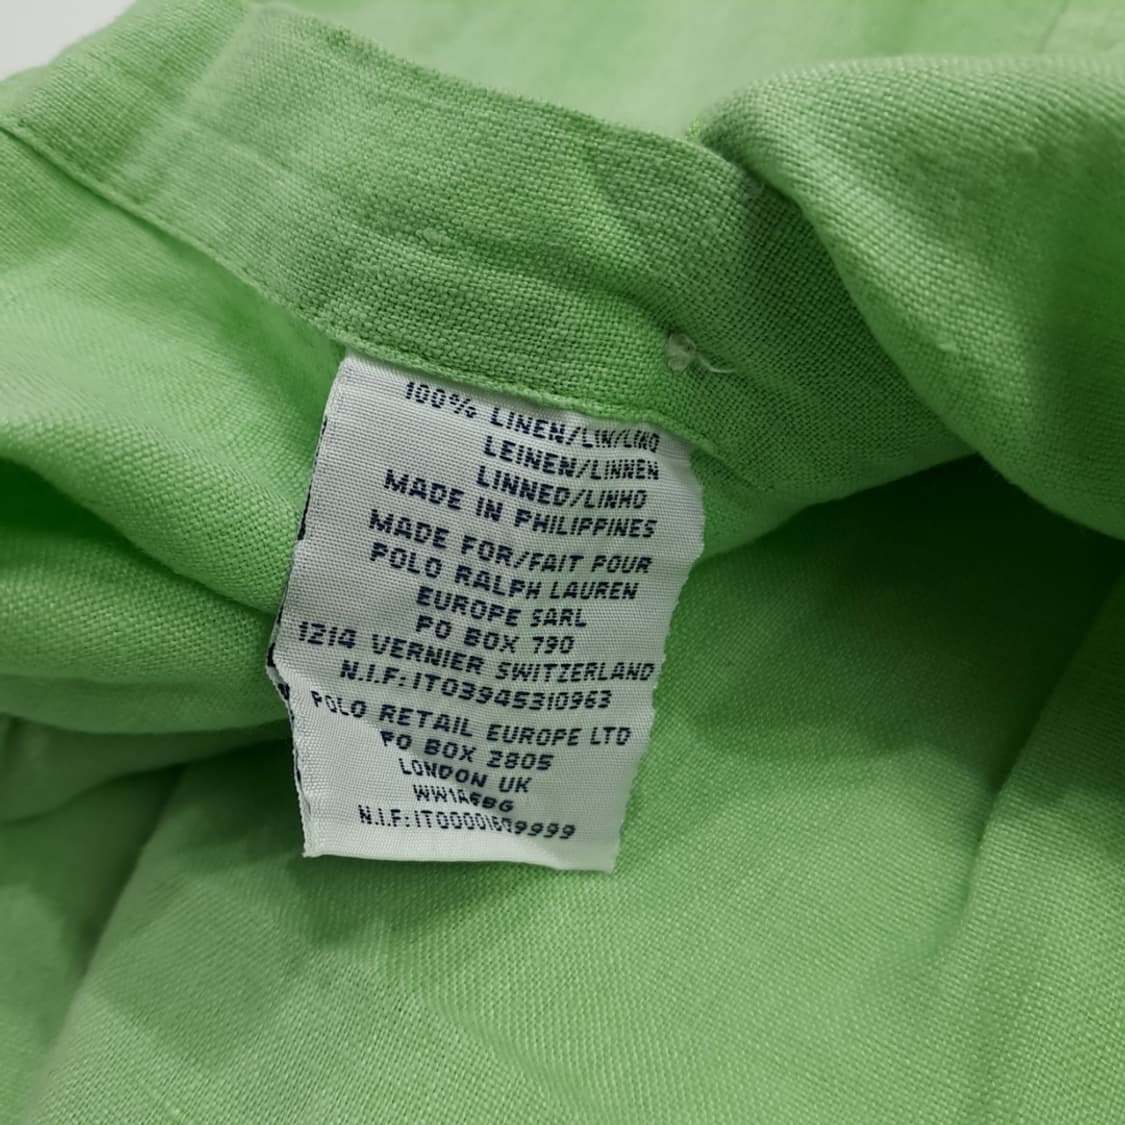 100% LINEN/LIN/LINO
LEINEN/LINNEN
LINNED/LINHO
MADE IN PHILIPPINES
MADE FOR/FAIT POUR
POLO RALPH LAUREN
EUROPE SARL
PO BOX 790
1214 VERNIER SWITZERLAND
N.I.F:IT03945310963
POLO RETAIL EUROPE LTD
PO BOX 2805
LONDON UK
WW1A6BG
N.I.F: